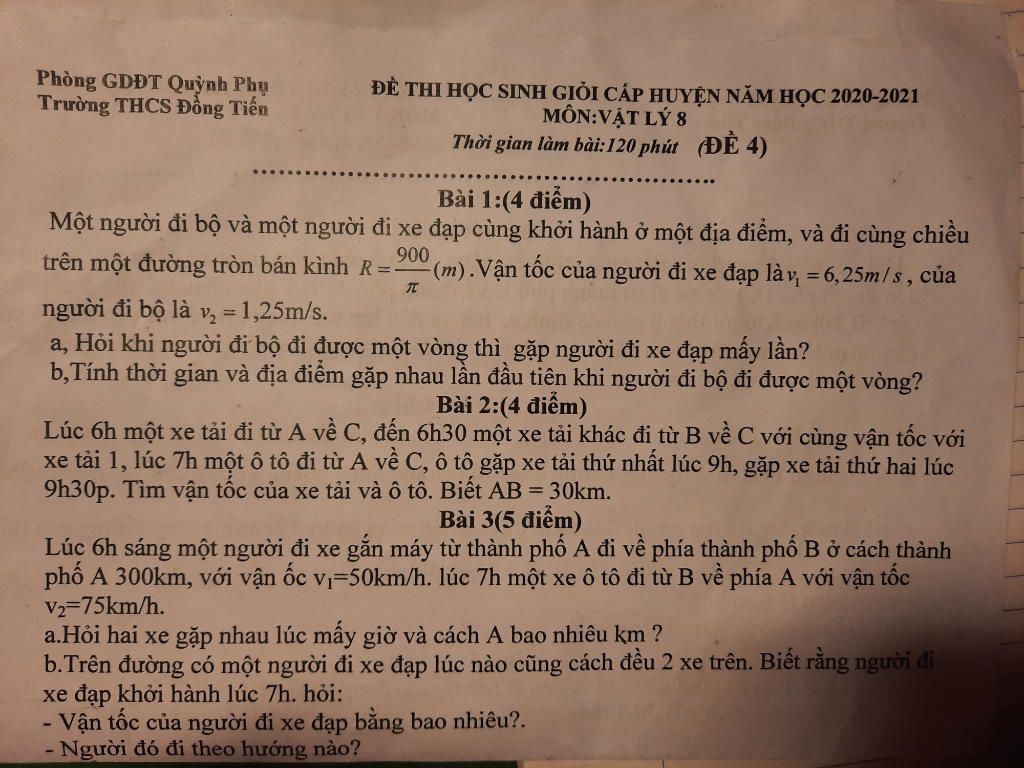 Phòng GDĐT Quỳnh Phụ
Trường THCS Đồng Tiến
ĐỀ THI HỌC SINH GIỎI CẤP HUYỆN NĂM HỌC 2020-2021
MÔN:VẬT LÝ 8
Thời gian làm bài:120 phút (ĐỀ 4)
Bài 1:(4 điểm)
Một người đi bộ và một người đi xe đạp cùng khởi hành ở một địa điểm, và đi cùng chiều
trên một đường tròn bán kình R = 900/π (m) .Vận tốc của người đi xe đạp là v₁ = 6,25m/s , của
người đi bộ là v₂ = 1,25m/s.
a, Hỏi khi người đi bộ đi được một vòng thì gặp người đi xe đạp mấy lần?
b,Tính thời gian và địa điểm gặp nhau lần đầu tiên khi người đi bộ đi được một vòng?
Bài 2:(4 điểm)
Lúc 6h một xe tải đi từ A về C, đến 6h30 một xe tải khác đi từ B về C với cùng vận tốc với
xe tải 1, lúc 7h một ô tô đi từ A về C, ô tô gặp xe tải thứ nhất lúc 9h, gặp xe tải thứ hai lúc
9h30p. Tìm vận tốc của xe tải và ô tô. Biết AB = 30km.
Bài 3(5 điểm)
Lúc 6h sáng một người đi xe gắn máy từ thành phố A đi về phía thành phố B ở cách thành
phố A 300km, với vận ốc v₁=50km/h. lúc 7h một xe ô tô đi từ B về phía A với vận tốc
v₂=75km/h.
a.Hỏi hai xe gặp nhau lúc mấy giờ và cách A bao nhiêu km ?
b.Trên đường có một người đi xe đạp lúc nào cũng cách đều 2 xe trên. Biết rằng người đi
xe đạp khởi hành lúc 7h. hỏi:
- Vận tốc của người đi xe đạp bằng bao nhiêu?.
- Người đó đi theo hướng nào?